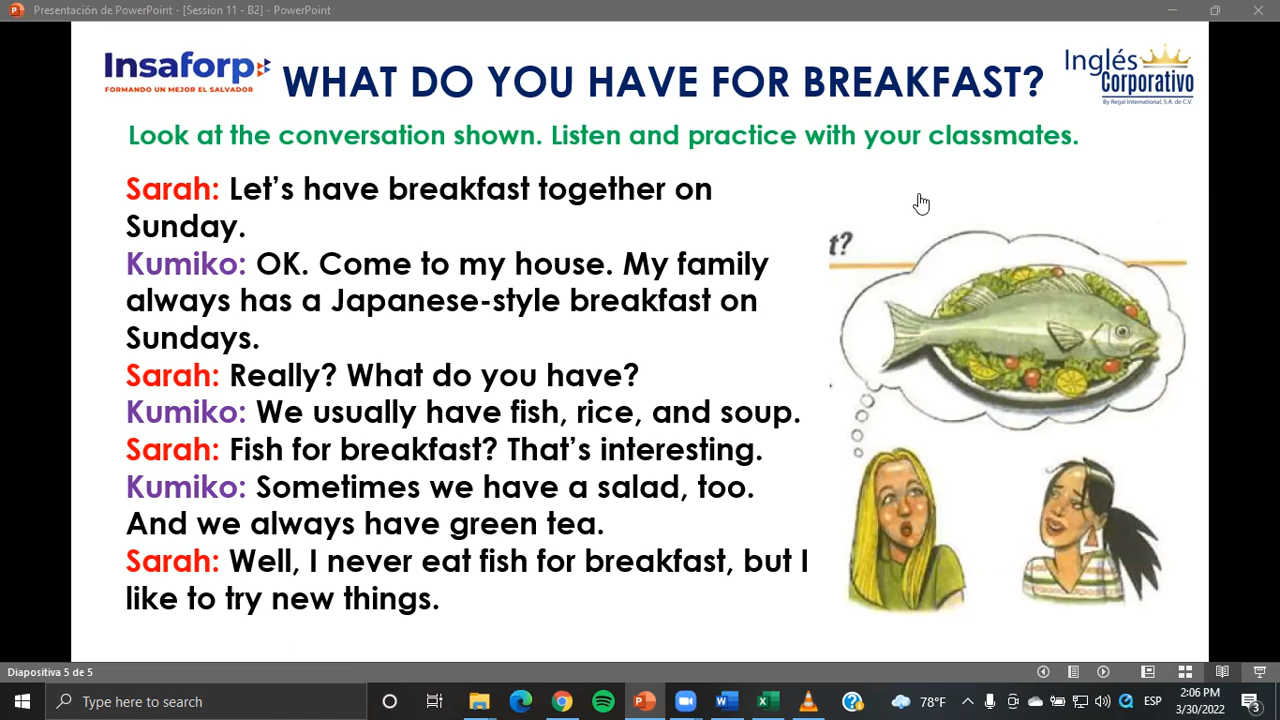 Presentación de PowerPoint - [Session 11 - B2] - PowerPoint
Insaforp
FORMANDO UN MEJOR EL SALVADOR
WHAT DO YOU HAVE FOR BREAKFAST?
Inglés
Corporativo
By Regal International, S.A. de C.V.
Look at the conversation shown. Listen and practice with your classmates.
Sarah: Let's have breakfast together on
Sunday.
Kumiko: OK. Come to my house. My family
always has a Japanese-style breakfast on
Sundays.
Sarah: Really? What do you have?
Kumiko: We usually have fish, rice, and soup.
Sarah: Fish for breakfast? That's interesting.
Kumiko: Sometimes we have a salad, too.
And we always have green tea.
Sarah: Well, I never eat fish for breakfast, but I
like to try new things.
t?
Diapositiva 5 de 5
Type here to search
78°F
ESP
2:06 PM
3/30/2022
3